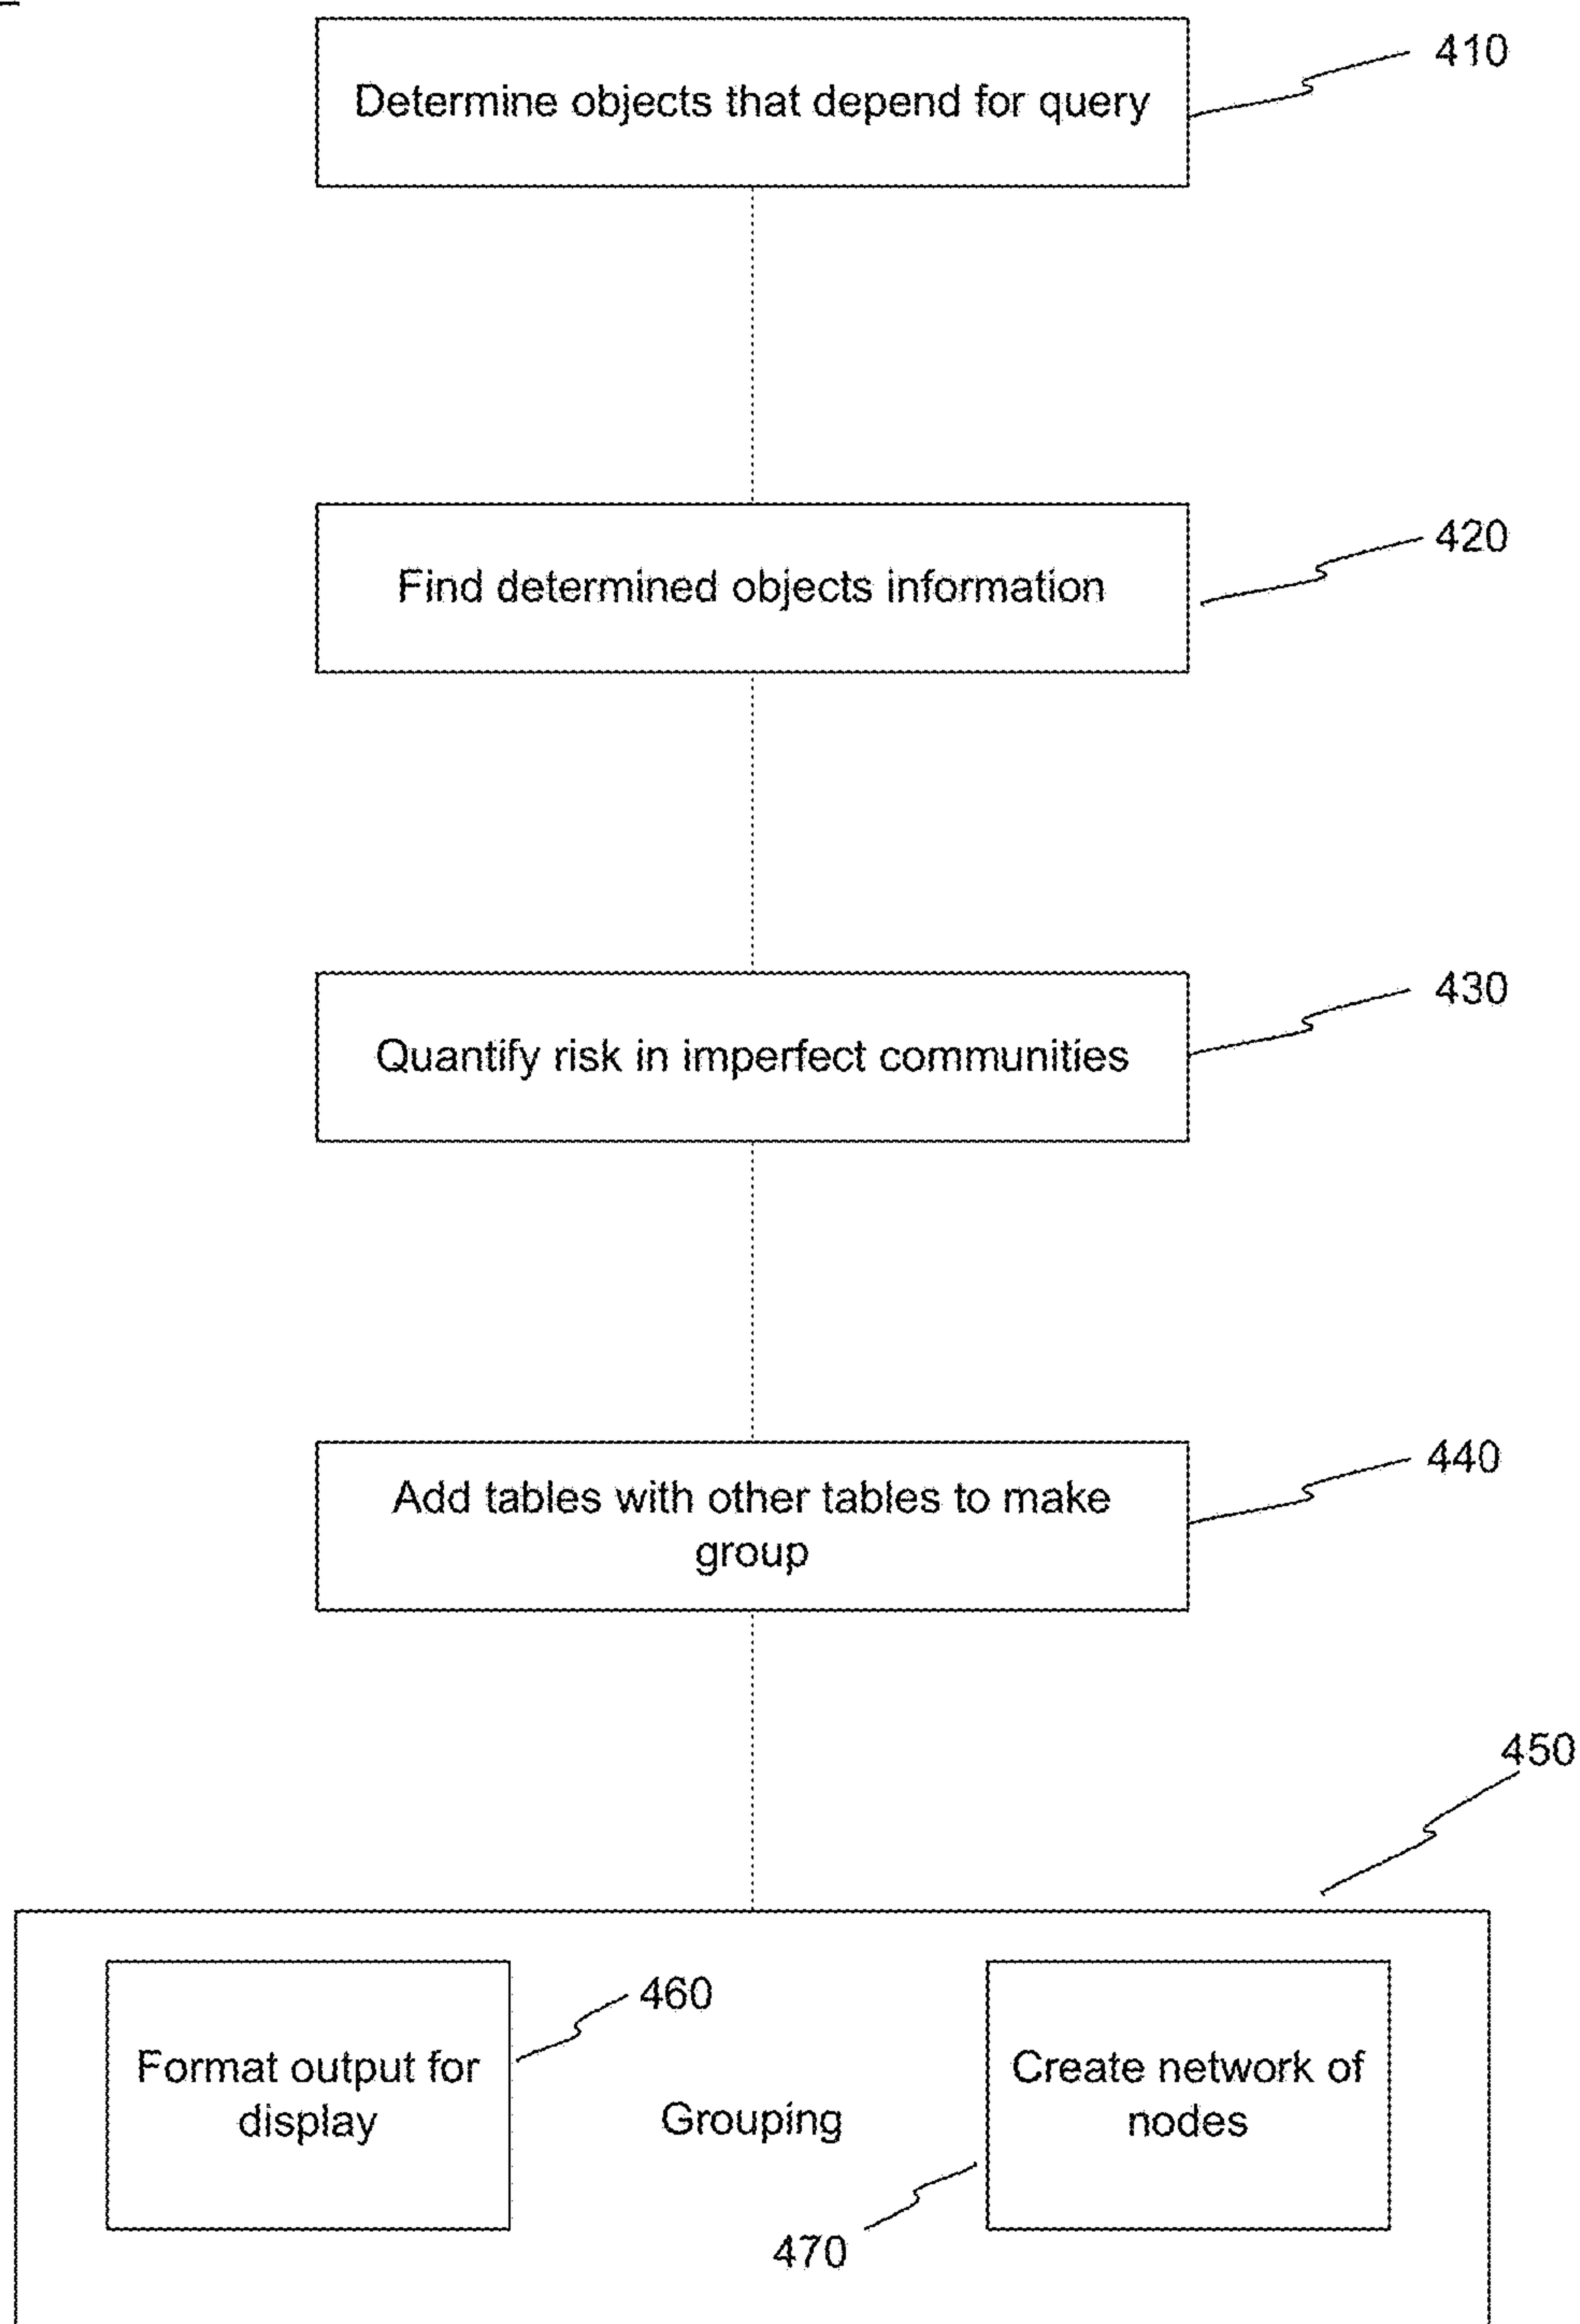 410
Determine objects that depend for query
420
Find determined objects information
430
Quantify risk in imperfect communities
440
Add tables with other tables to make
group
450
460
Format output for
display
Grouping
Create network of
nodes
470